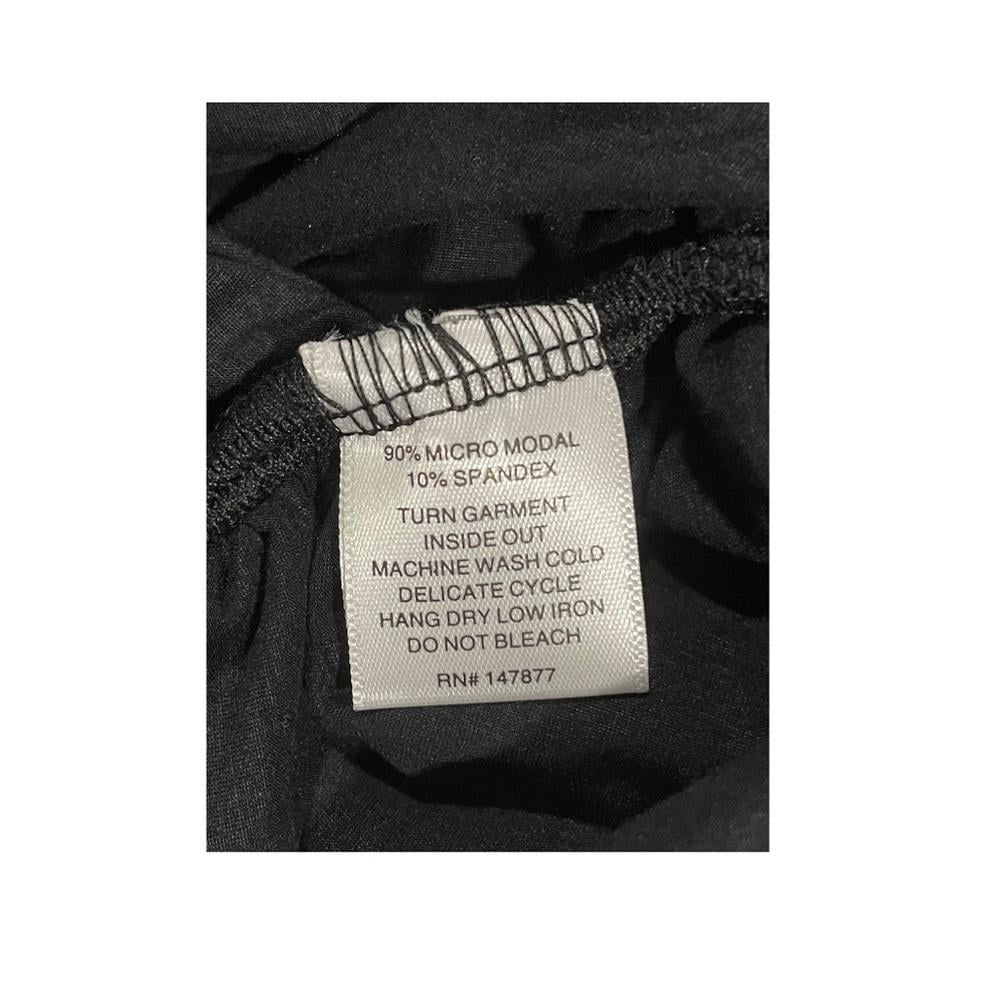 90% MICRO MODAL
10% SPANDEX
TURN GARMENT
INSIDE OUT
MACHINE WASH COLD
DELICATE CYCLE
HANG DRY LOW IRON
DO NOT BLEACH
RN# 147877